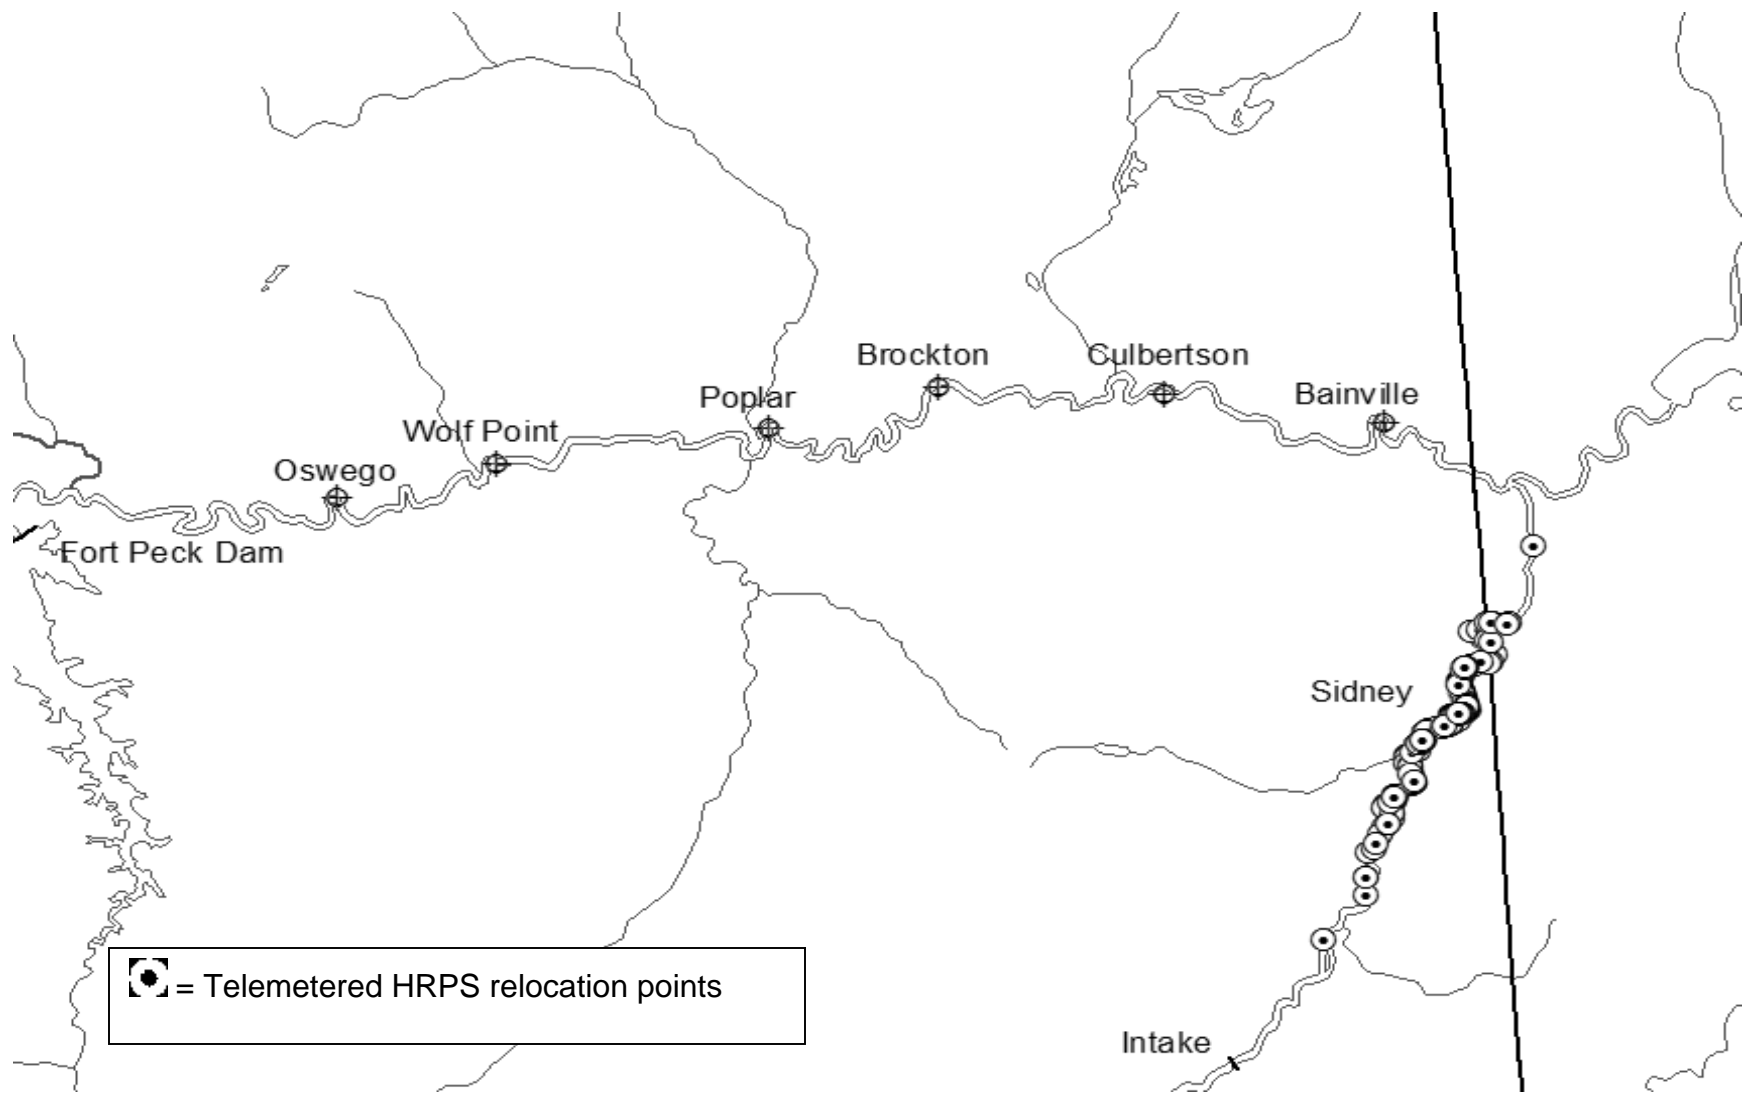 Brockton
Culbertson
Poplar
Bainville
Wolf Point
Oswego
Fort Peck Dam
Sidney
= Telemetered HRPS relocation points
Intake